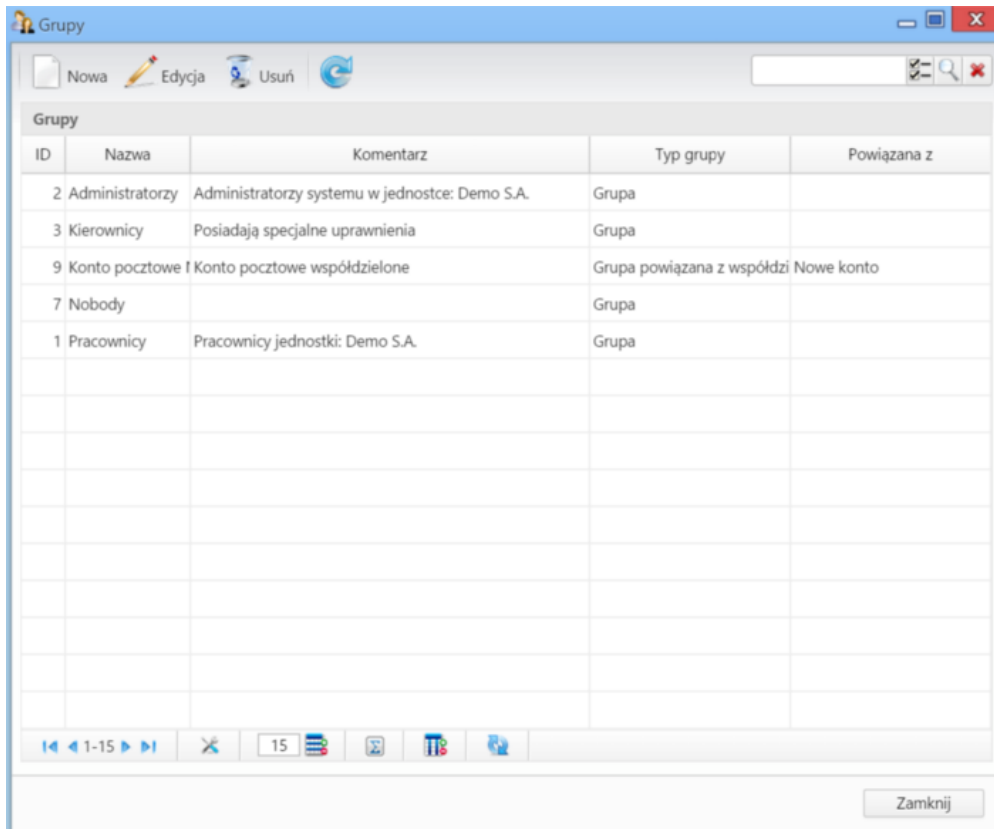 Grupy
Nowa Edycja Usuń
Grupy
ID Nazwa Komentarz Typ grupy Powiązana z
2 Administratorzy Administratorzy systemu w jednostce: Demo S.A. Grupa
3 Kierownicy Posiadają specjalne uprawnienia Grupa
9 Konto pocztowe Konto pocztowe współdzielone Grupa powiązana z współdzi Nowe konto
7 Nobody Grupa
1 Pracownicy Pracownicy jednostki: Demo S.A. Grupa
1-15 15
Zamknij